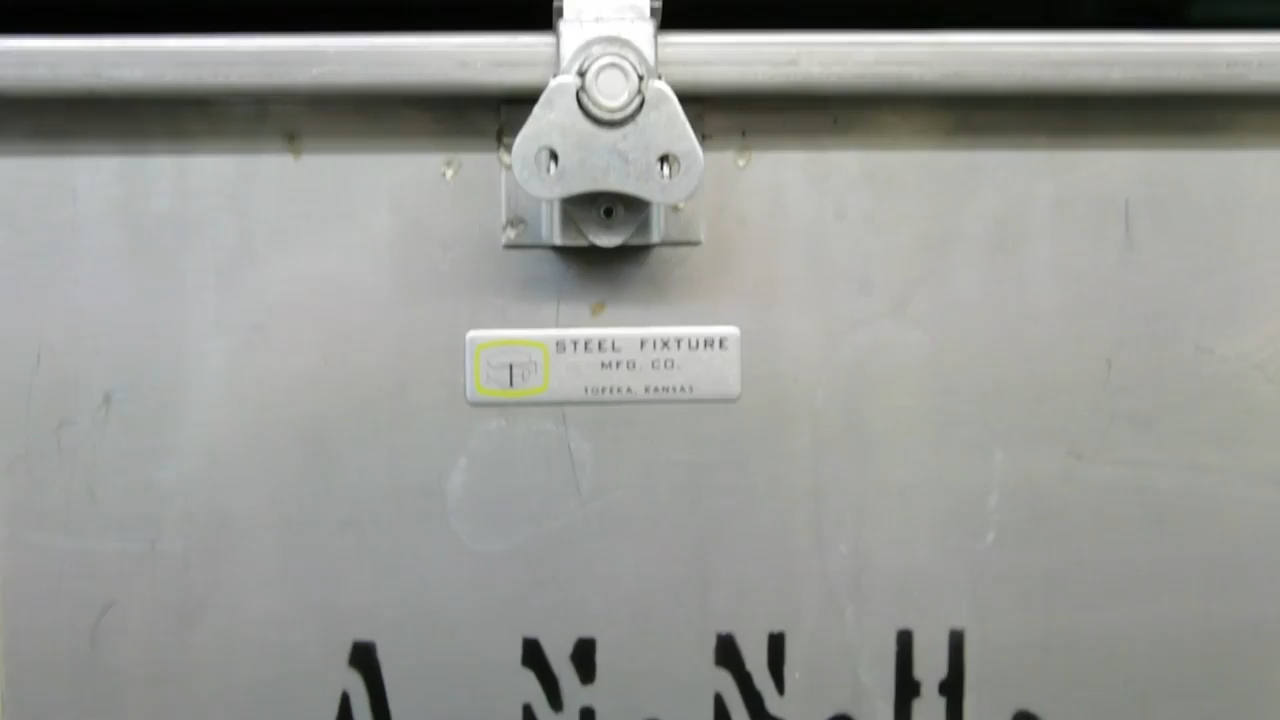 STEEL FIXTURE
MFG. CO.
TOPEKA, KANSAS
A. M. N. H.